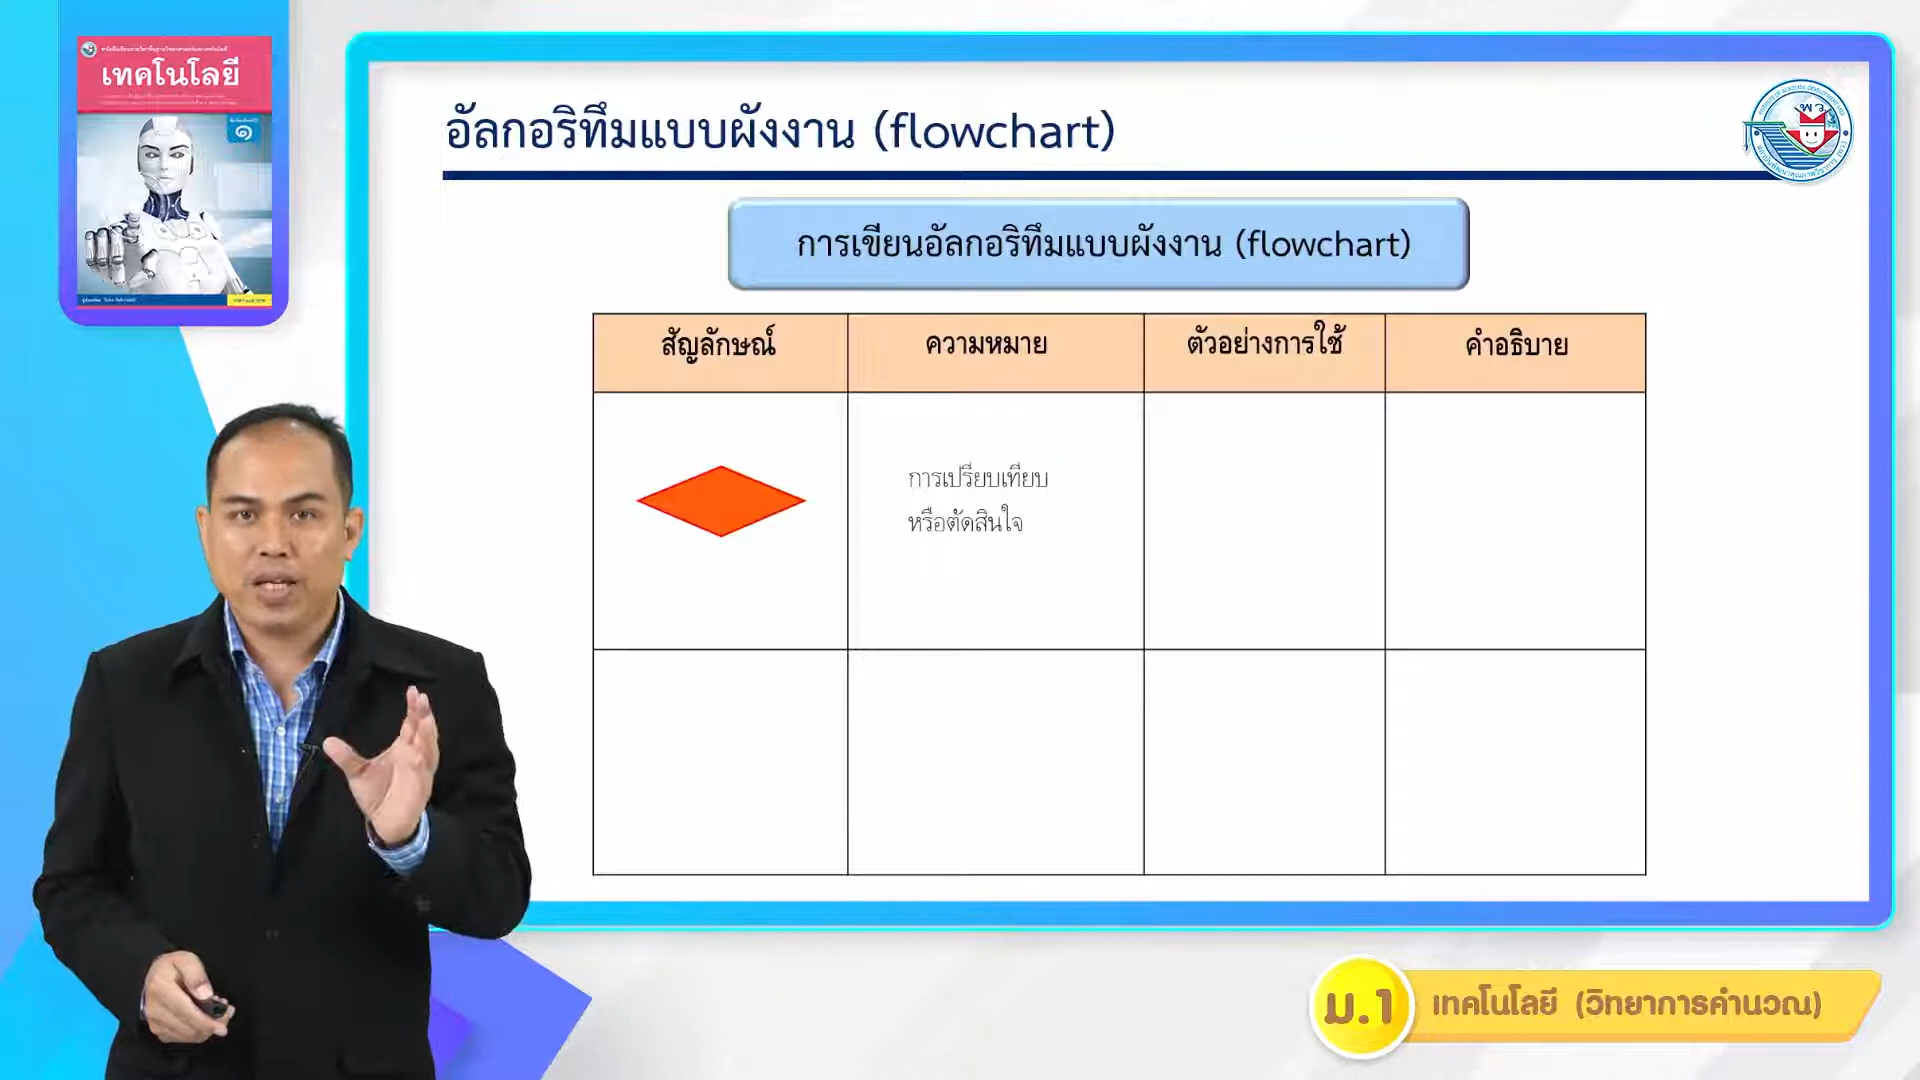 เทคโนโลยี
๑
อัลกอริทึมแบบผังงาน (flowchart)
พว
การเขียนอัลกอริทึมแบบผังงาน (flowchart)
สัญลักษณ์ ความหมาย ตัวอย่างการใช้ คำอธิบาย
การเปรียบเทียบ
หรือตัดสินใจ
ม.1 เทคโนโลยี (วิทยาการคำนวณ)